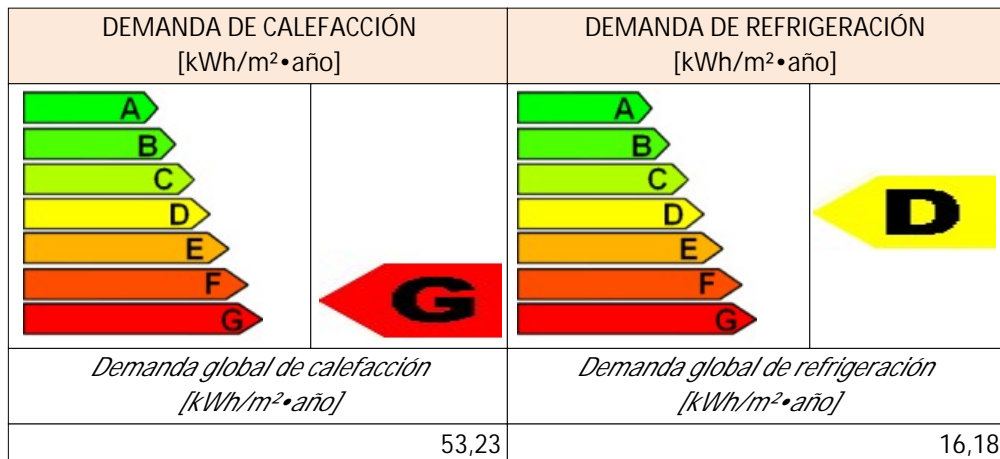 DEMANDA DE CALEFACCIÓN
[kWh/m²•año]
DEMANDA DE REFRIGERACIÓN
[kWh/m²•año]
A
B
C
D
E
F
G
G
A
B
C
D
E
F
G
D
Demanda global de calefacción
[kWh/m²•año]
Demanda global de refrigeración
[kWh/m²•año]
53,23
16,18